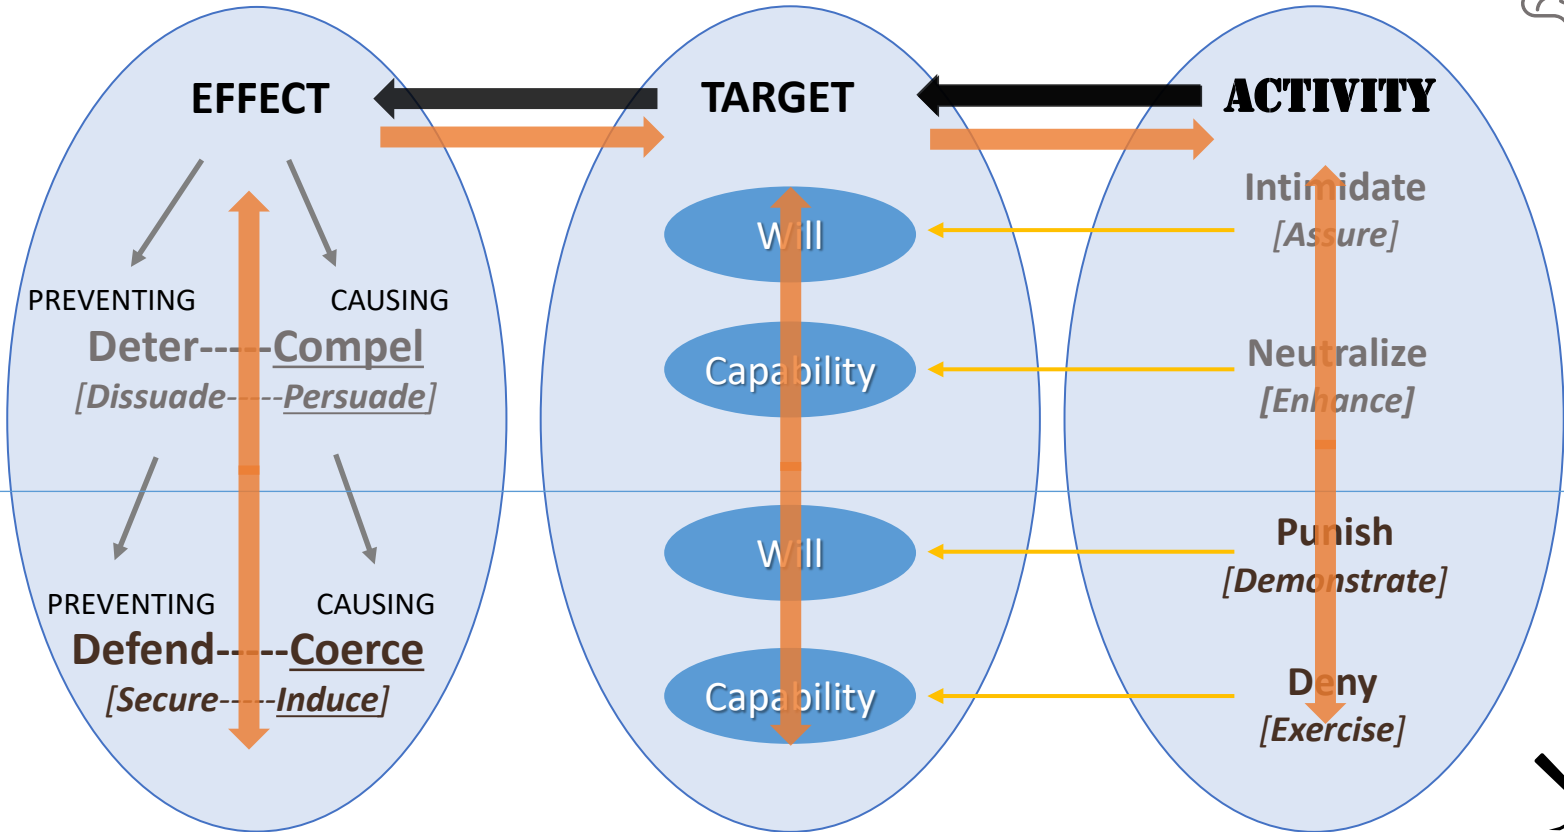 EFFECT
TARGET
ACTIVITY
PREVENTING
CAUSING
Deter-----Compel
[Dissuade-----Persuade]
PREVENTING
CAUSING
Defend-----Coerce
[Secure-----Induce]
Will
Capability
Will
Capability
Intimidate
[Assure]
Neutralize
[Enhance]
Punish
[Demonstrate]
Deny
[Exercise]